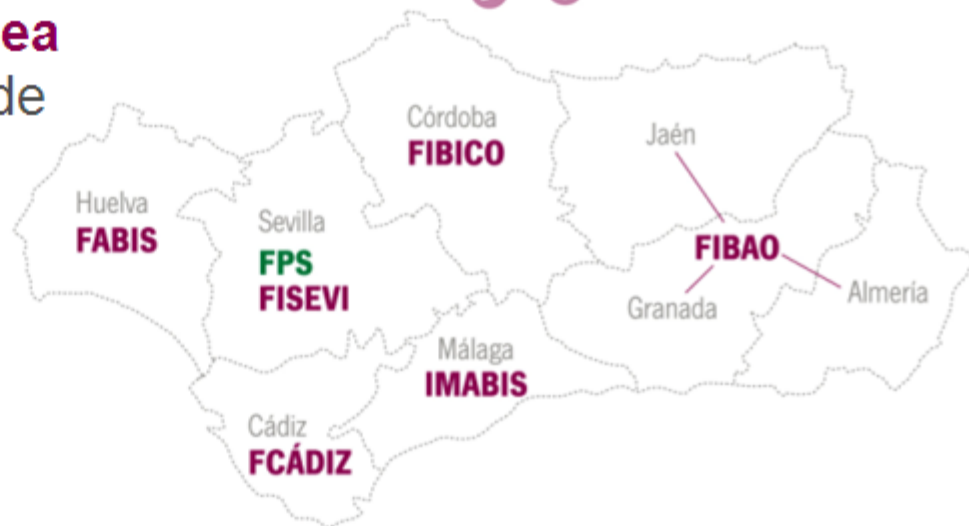 ea
de
Córdoba
FIBICO
Jaén
Huelva
FABIS
Sevilla
FPS
FISEVI
FIBAO
Granada
Almería
Málaga
IMABIS
Cádiz
FCÁDIZ